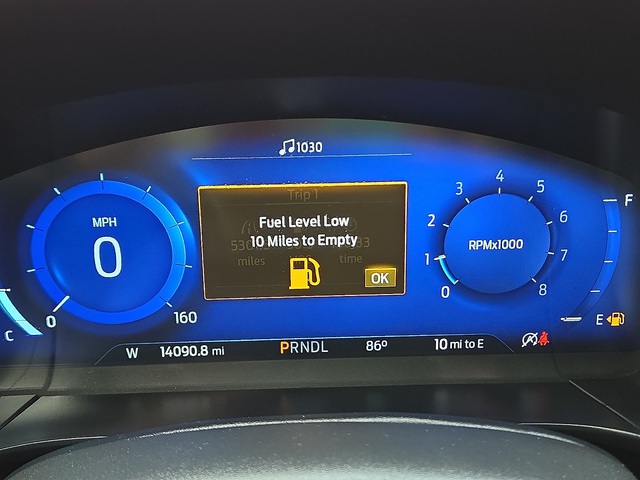 1030
MPH
0
0
160
C
Trip 1
Fuel Level Low
10 Miles to Empty
miles
time
OK
RPMx1000
0
1
2
3
4
5
6
7
8
F
E
W
14090.8 mi
PRNDL
86º
10 mi to E